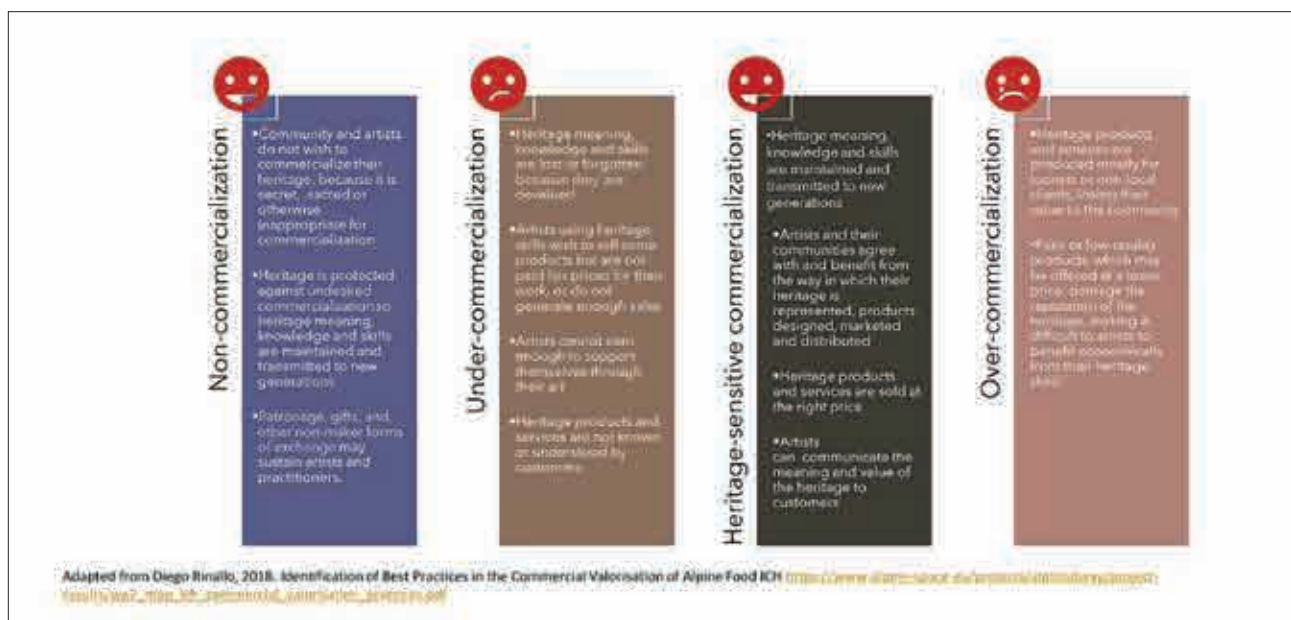 Non-commercialization
•Community and artists
do not wish to
commercialize their
heritage, because it is
secret, sacred or
otherwise
inappropriate for
commercialization
•Heritage is protected
against undesired
commercialization so
heritage meaning,
knowledge and skills
are maintained and
transmitted to new
generations
•Patronage, gifts, and
other non-maker forms
of exchange may
sustain artists and
practitioners.
Under-commercialization
•Heritage meaning,
knowledge and skills
are lost or forgotten
because they are
devalued
•Artists using heritage
skills wish to sell some
products but are not
paid fair prices for their
work, or do not
generate enough sales
•Artists cannot earn
enough to support
themselves through
their art
•Heritage products and
services are not known
or understood by
customers
Heritage-sensitive commercialization
•Heritage meaning,
knowledge and skills
are maintained and
transmitted to new
generations
•Artists and their
communities agree
with and benefit from
the way in which their
heritage is
represented, products
designed, marketed
and distributed
•Heritage products
and services are sold at
the right price
•Artists
can communicate the
meaning and value of
the heritage to
customers
Over-commercialization
•Heritage products
and services are
produced mostly for
tourists or non-local
clients, losing their
value to the community
•Fake or low-quality
products, which may
be offered at a lower
price, damage the
reputation of the
heritage, making it
difficult to artists to
benefit economically
from their heritage
skills
Adapted from Diego Rinallo, 2018. Identification of Best Practices in the Commercial Valorisation of Alpine Food ICH